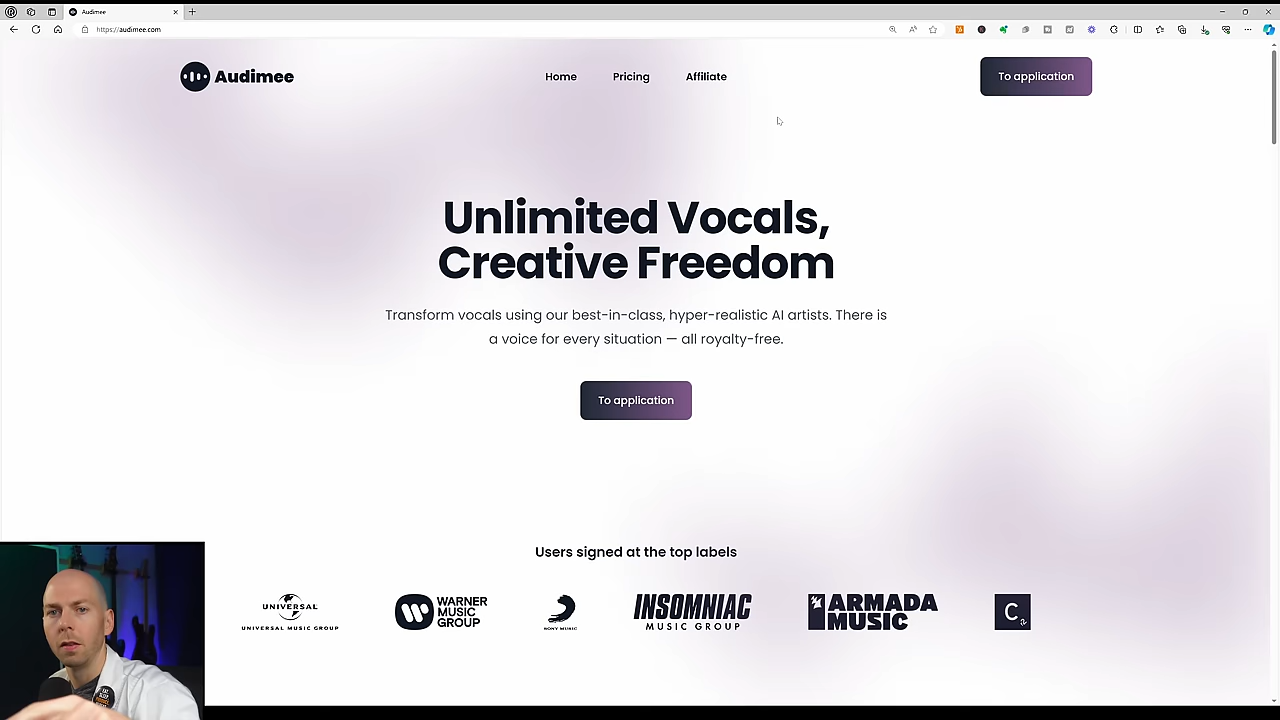 Audimee
https://audimee.com
Audimee
Home
Pricing
Affiliate
To application
Unlimited Vocals,
Creative Freedom
Transform vocals using our best-in-class, hyper-realistic AI artists. There is
a voice for every situation — all royalty-free.
To application
Users signed at the top labels
UNIVERSAL
UNIVERSAL MUSIC GROUP
WARNER
MUSIC
GROUP
SONY MUSIC
INSOMNIAC
MUSIC GROUP
ARMADA
MUSIC
C2